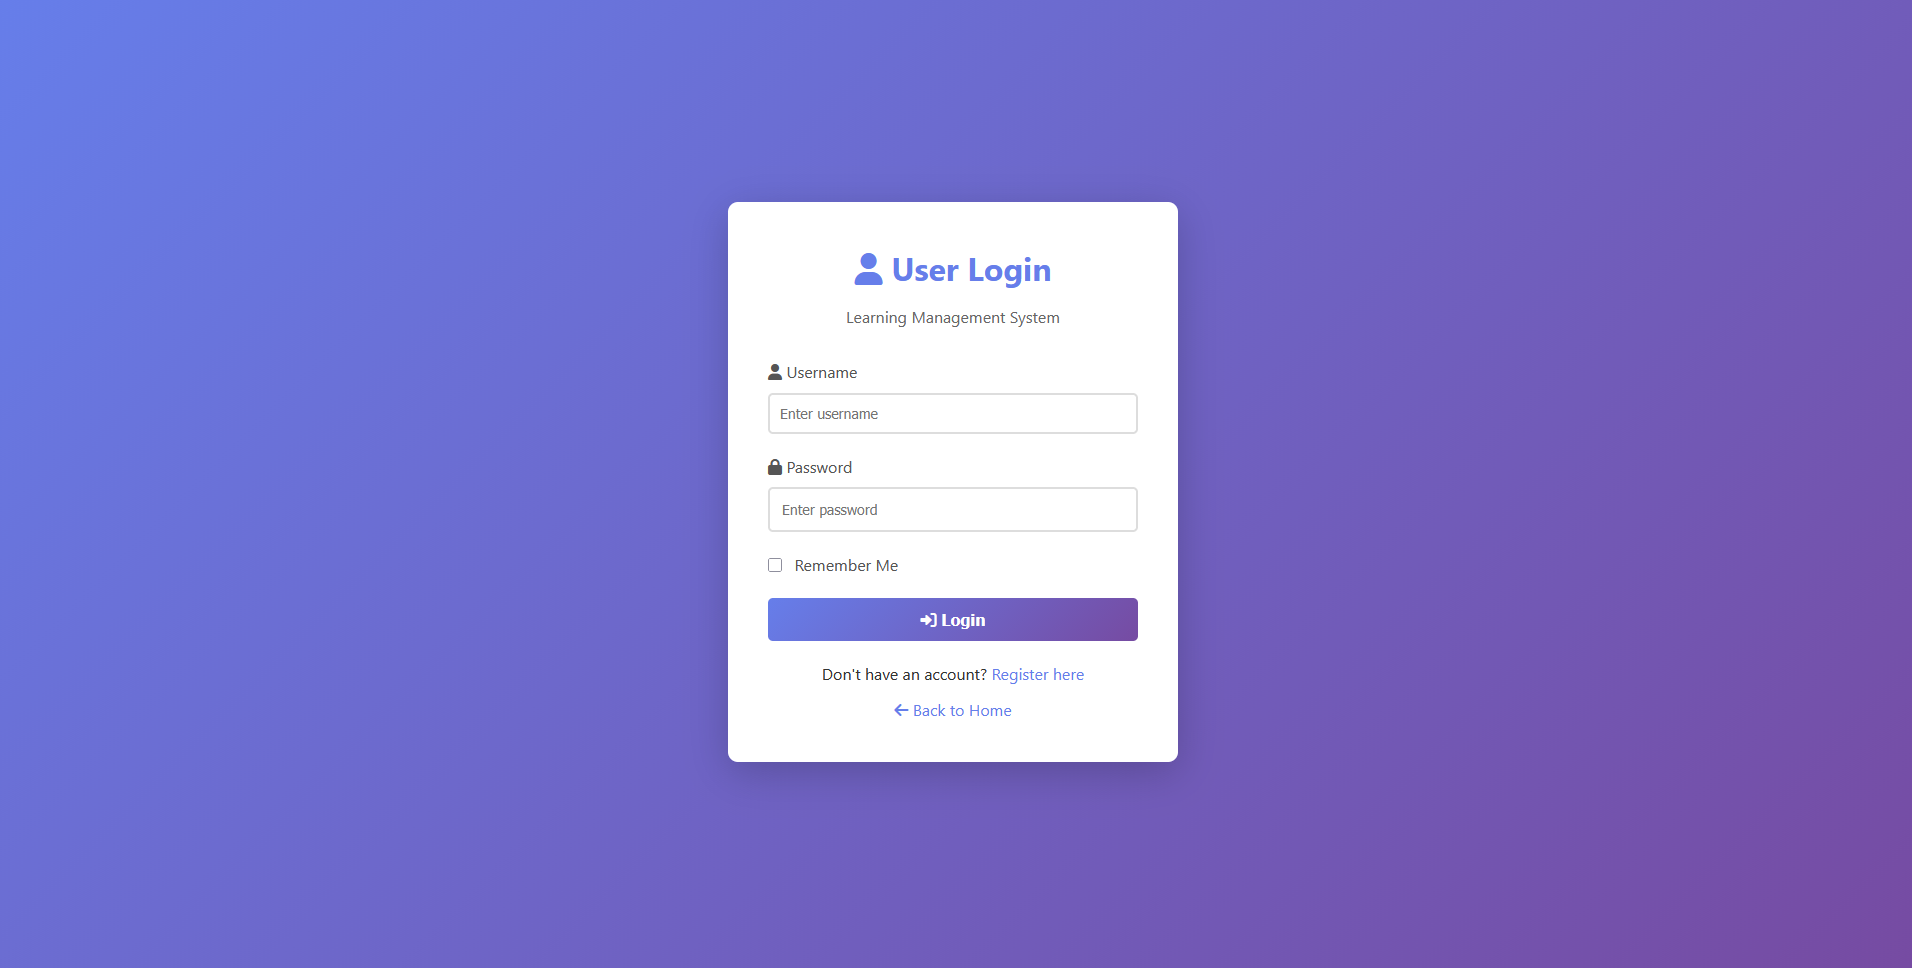 User Login
Learning Management System
Username
Enter username
Password
Enter password
Remember Me
Login
Don't have an account? Register here
Back to Home